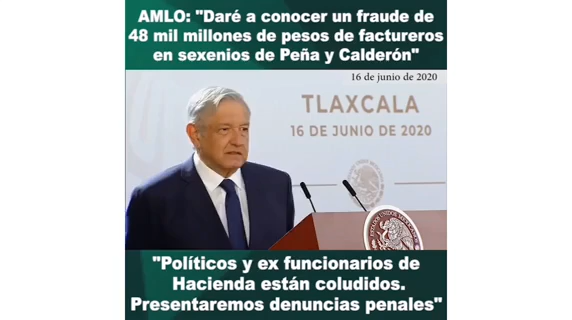 AMLO: "Daré a conocer un fraude de
48 mil millones de pesos de factureros
en sexenios de Peña y Calderón"
16 de junio de 2020
TLAXCALA
16 DE JUNIO DE 2020
"Políticos y ex funcionarios de
Hacienda están coludidos.
Presentaremos denuncias penales"